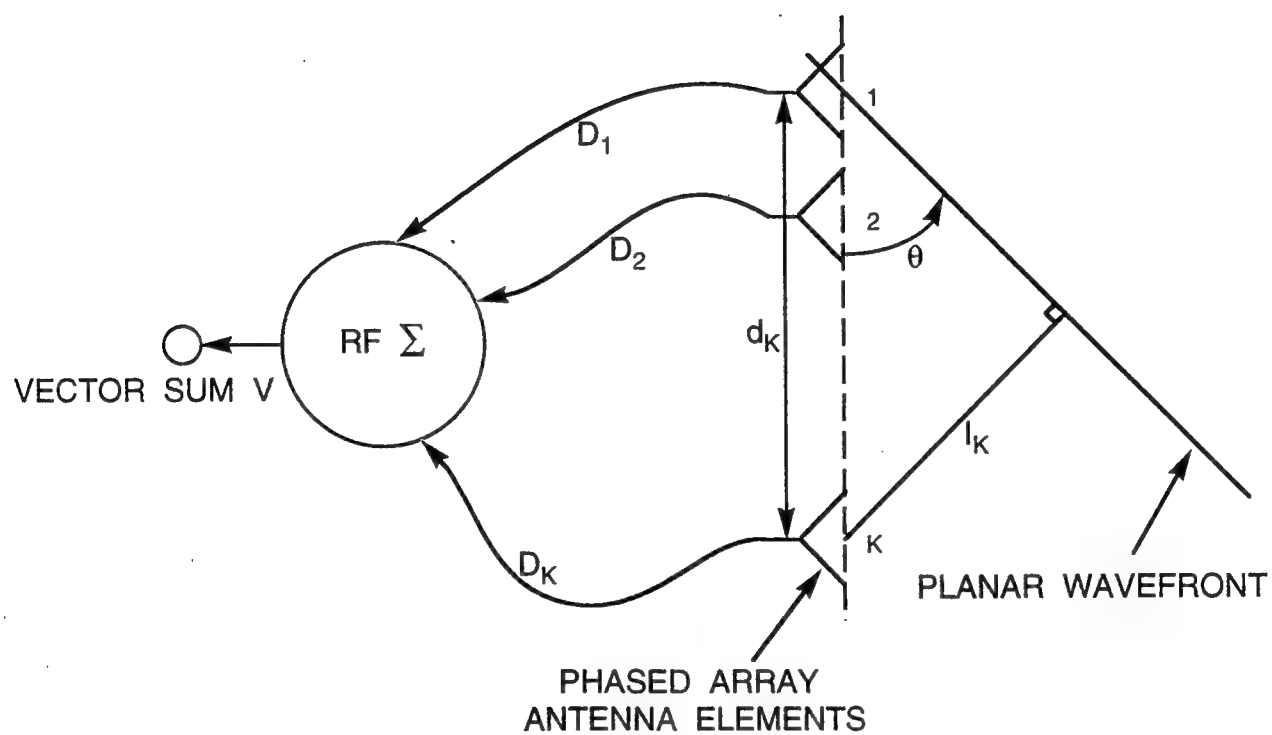 1
D₁
2
D₂
θ
RF Σ
dₖ
VECTOR SUM V
lₖ
K
Dₖ
PLANAR WAVEFRONT
PHASED ARRAY
ANTENNA ELEMENTS